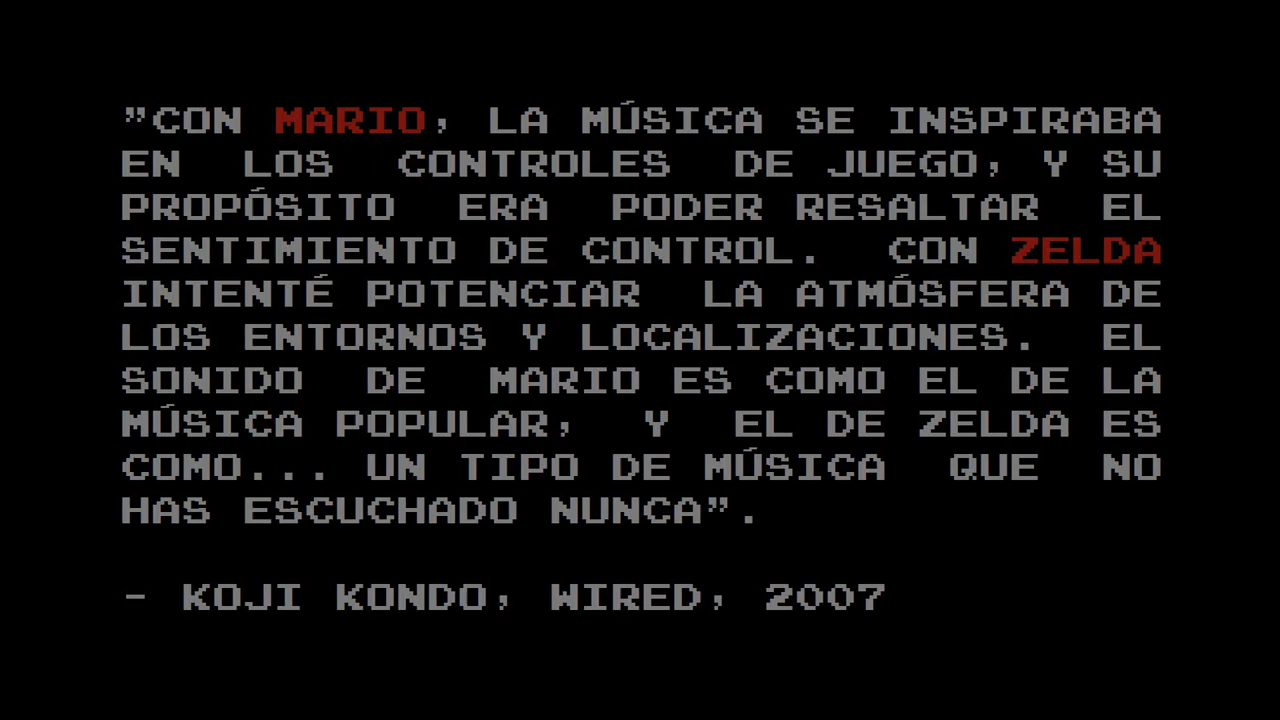 "CON MARIO, LA MÚSICA SE INSPIRABA
EN LOS CONTROLES DE JUEGO, Y SU
PROPÓSITO ERA PODER RESALTAR EL
SENTIMIENTO DE CONTROL. CON ZELDA
INTENTÉ POTENCIAR LA ATMÓSFERA DE
LOS ENTORNOS Y LOCALIZACIONES. EL
SONIDO DE MARIO ES COMO EL DE LA
MÚSICA POPULAR, Y EL DE ZELDA ES
COMO... UN TIPO DE MÚSICA QUE NO
HAS ESCUCHADO NUNCA".
- KOJI KONDO, WIRED, 2007